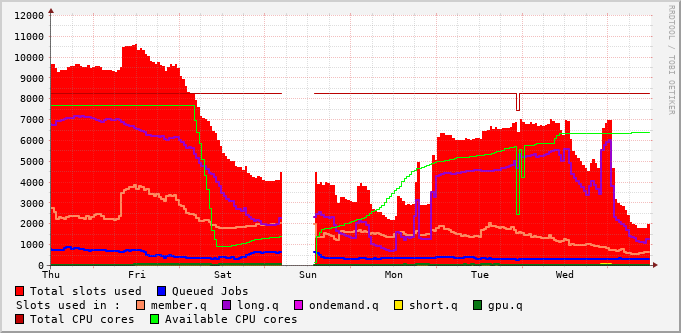 RRDTOOL / TOBI OETIKER
12000
11000
10000
9000
8000
7000
6000
5000
4000
3000
2000
1000
0
Thu Fri Sat Sun Mon Tue Wed
Total slots used Queued Jobs
Slots used in : member.q long.q ondemand.q short.q gpu.q
Total CPU cores Available CPU cores